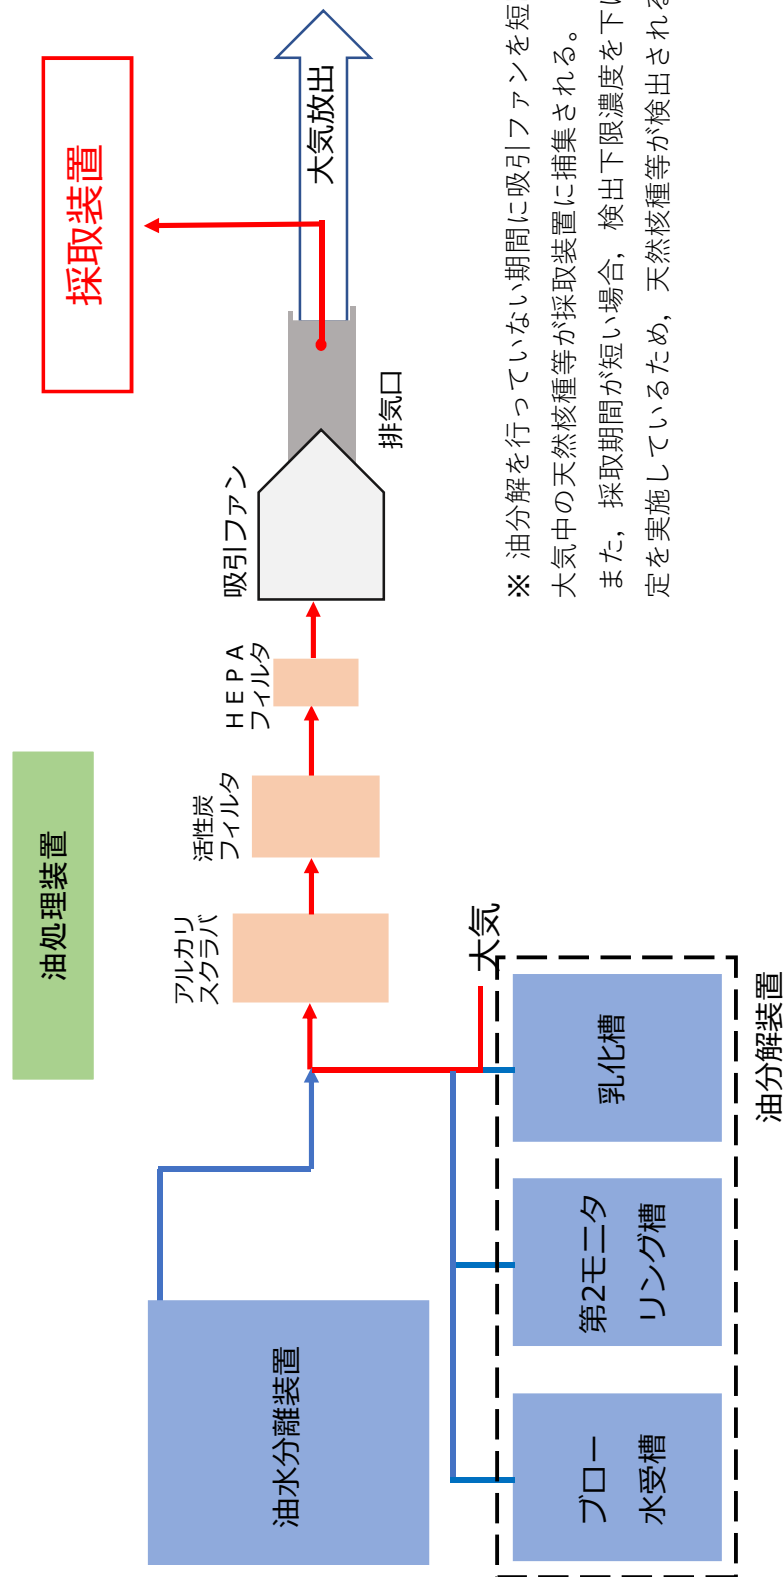 油処理装置
採取装置
油水分離装置
アルカリ
スクラバ
活性炭
フィルタ
ＨＥＰＡ
フィルタ
吸引ファン
排気口
大気放出
大気
ブロー
水受槽
第2モニタ
リング槽
乳化槽
油分解装置
※ 油分解を行っていない期間に吸引ファンを短
大気中の天然核種等が採取装置に捕集される。
また，採取期間が短い場合，検出下限濃度を下
定を実施しているため，天然核種等が検出される